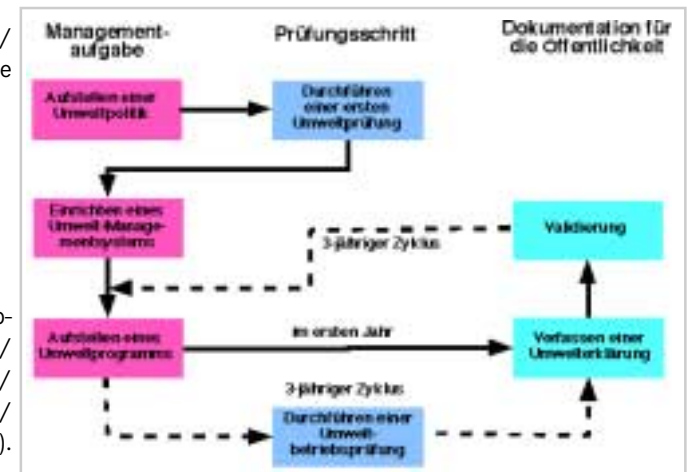 /
e
o-
/
/
/
).
Management-
aufgabe
Prüfungsschritt
Dokumentation für
die Öffentlichkeit
Aufstellen einer
Umweltpolitik
Durchführen
einer ersten
Umweltprüfung
Einrichten eines
Umwelt-Manage-
mentsystems
3-jähriger Zyklus
Validierung
Aufstellen eines
Umweltprogramms
im ersten Jahr
Verfassen einer
Umwelterklärung
3-jähriger Zyklus
Durchführen einer
Umwelt-
betriebsprüfung